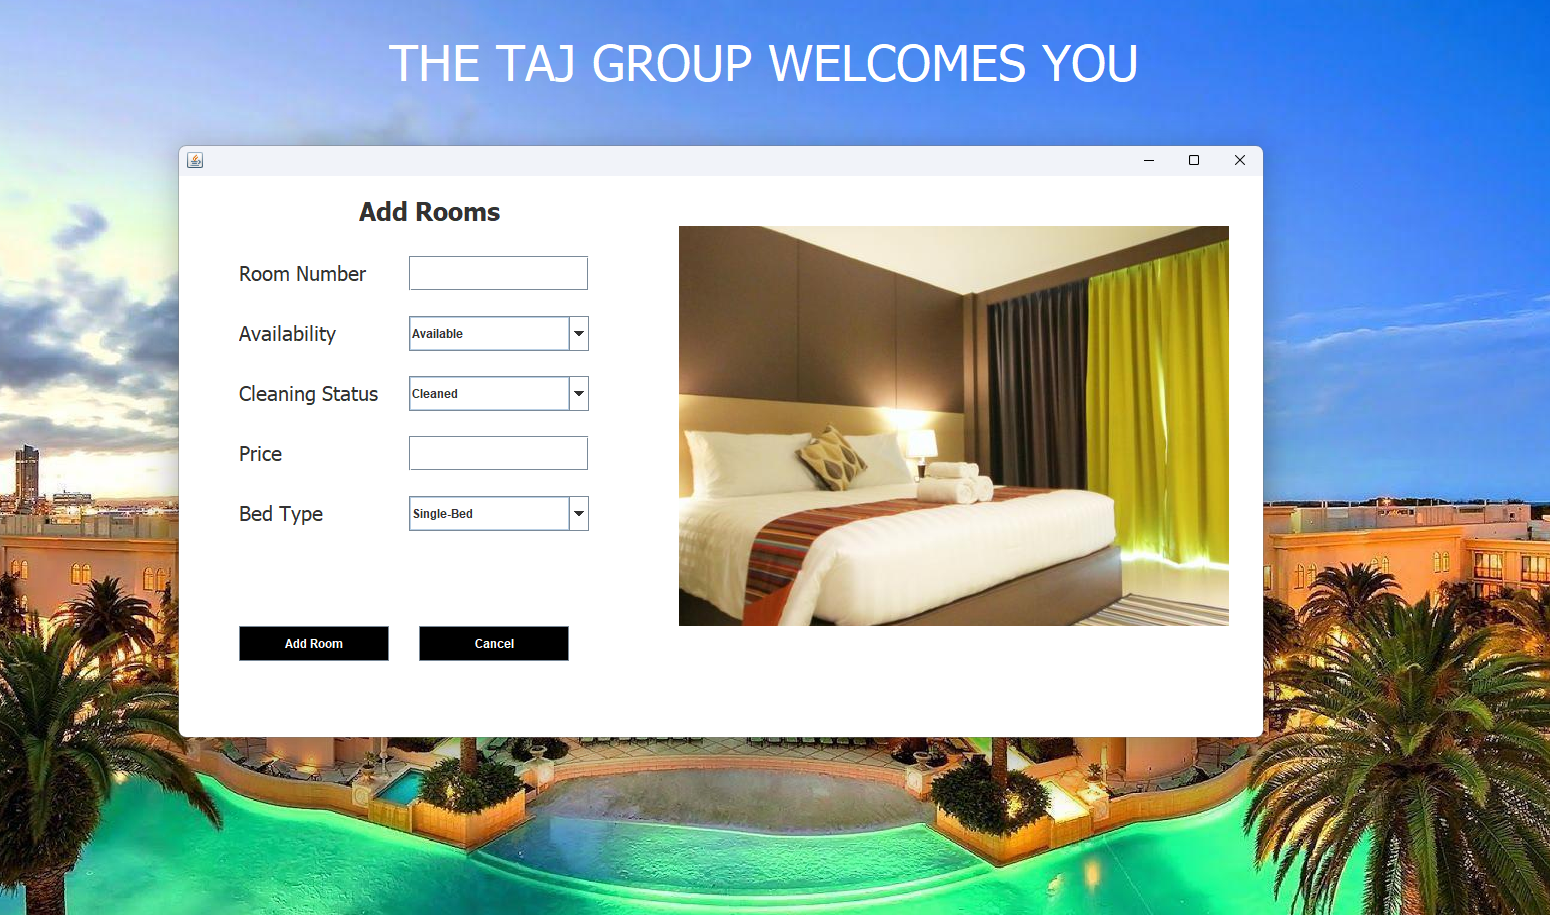 THE TAJ GROUP WELCOMES YOU
Add Rooms
Room Number
Availability Available
Cleaning Status Cleaned
Price
Bed Type Single-Bed
Add Room Cancel